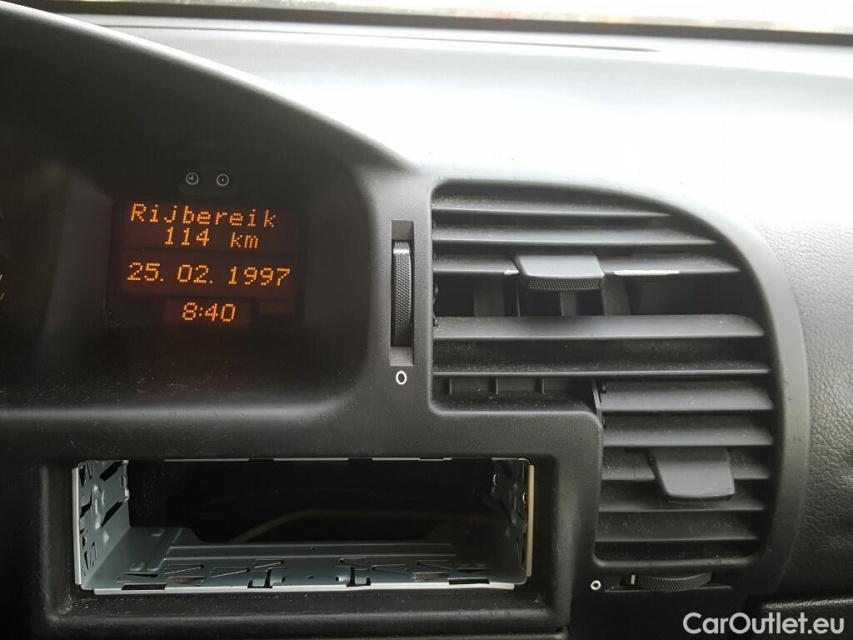 Rijbereik
114 km
25.02.1997
8:40
CarOutlet.eu